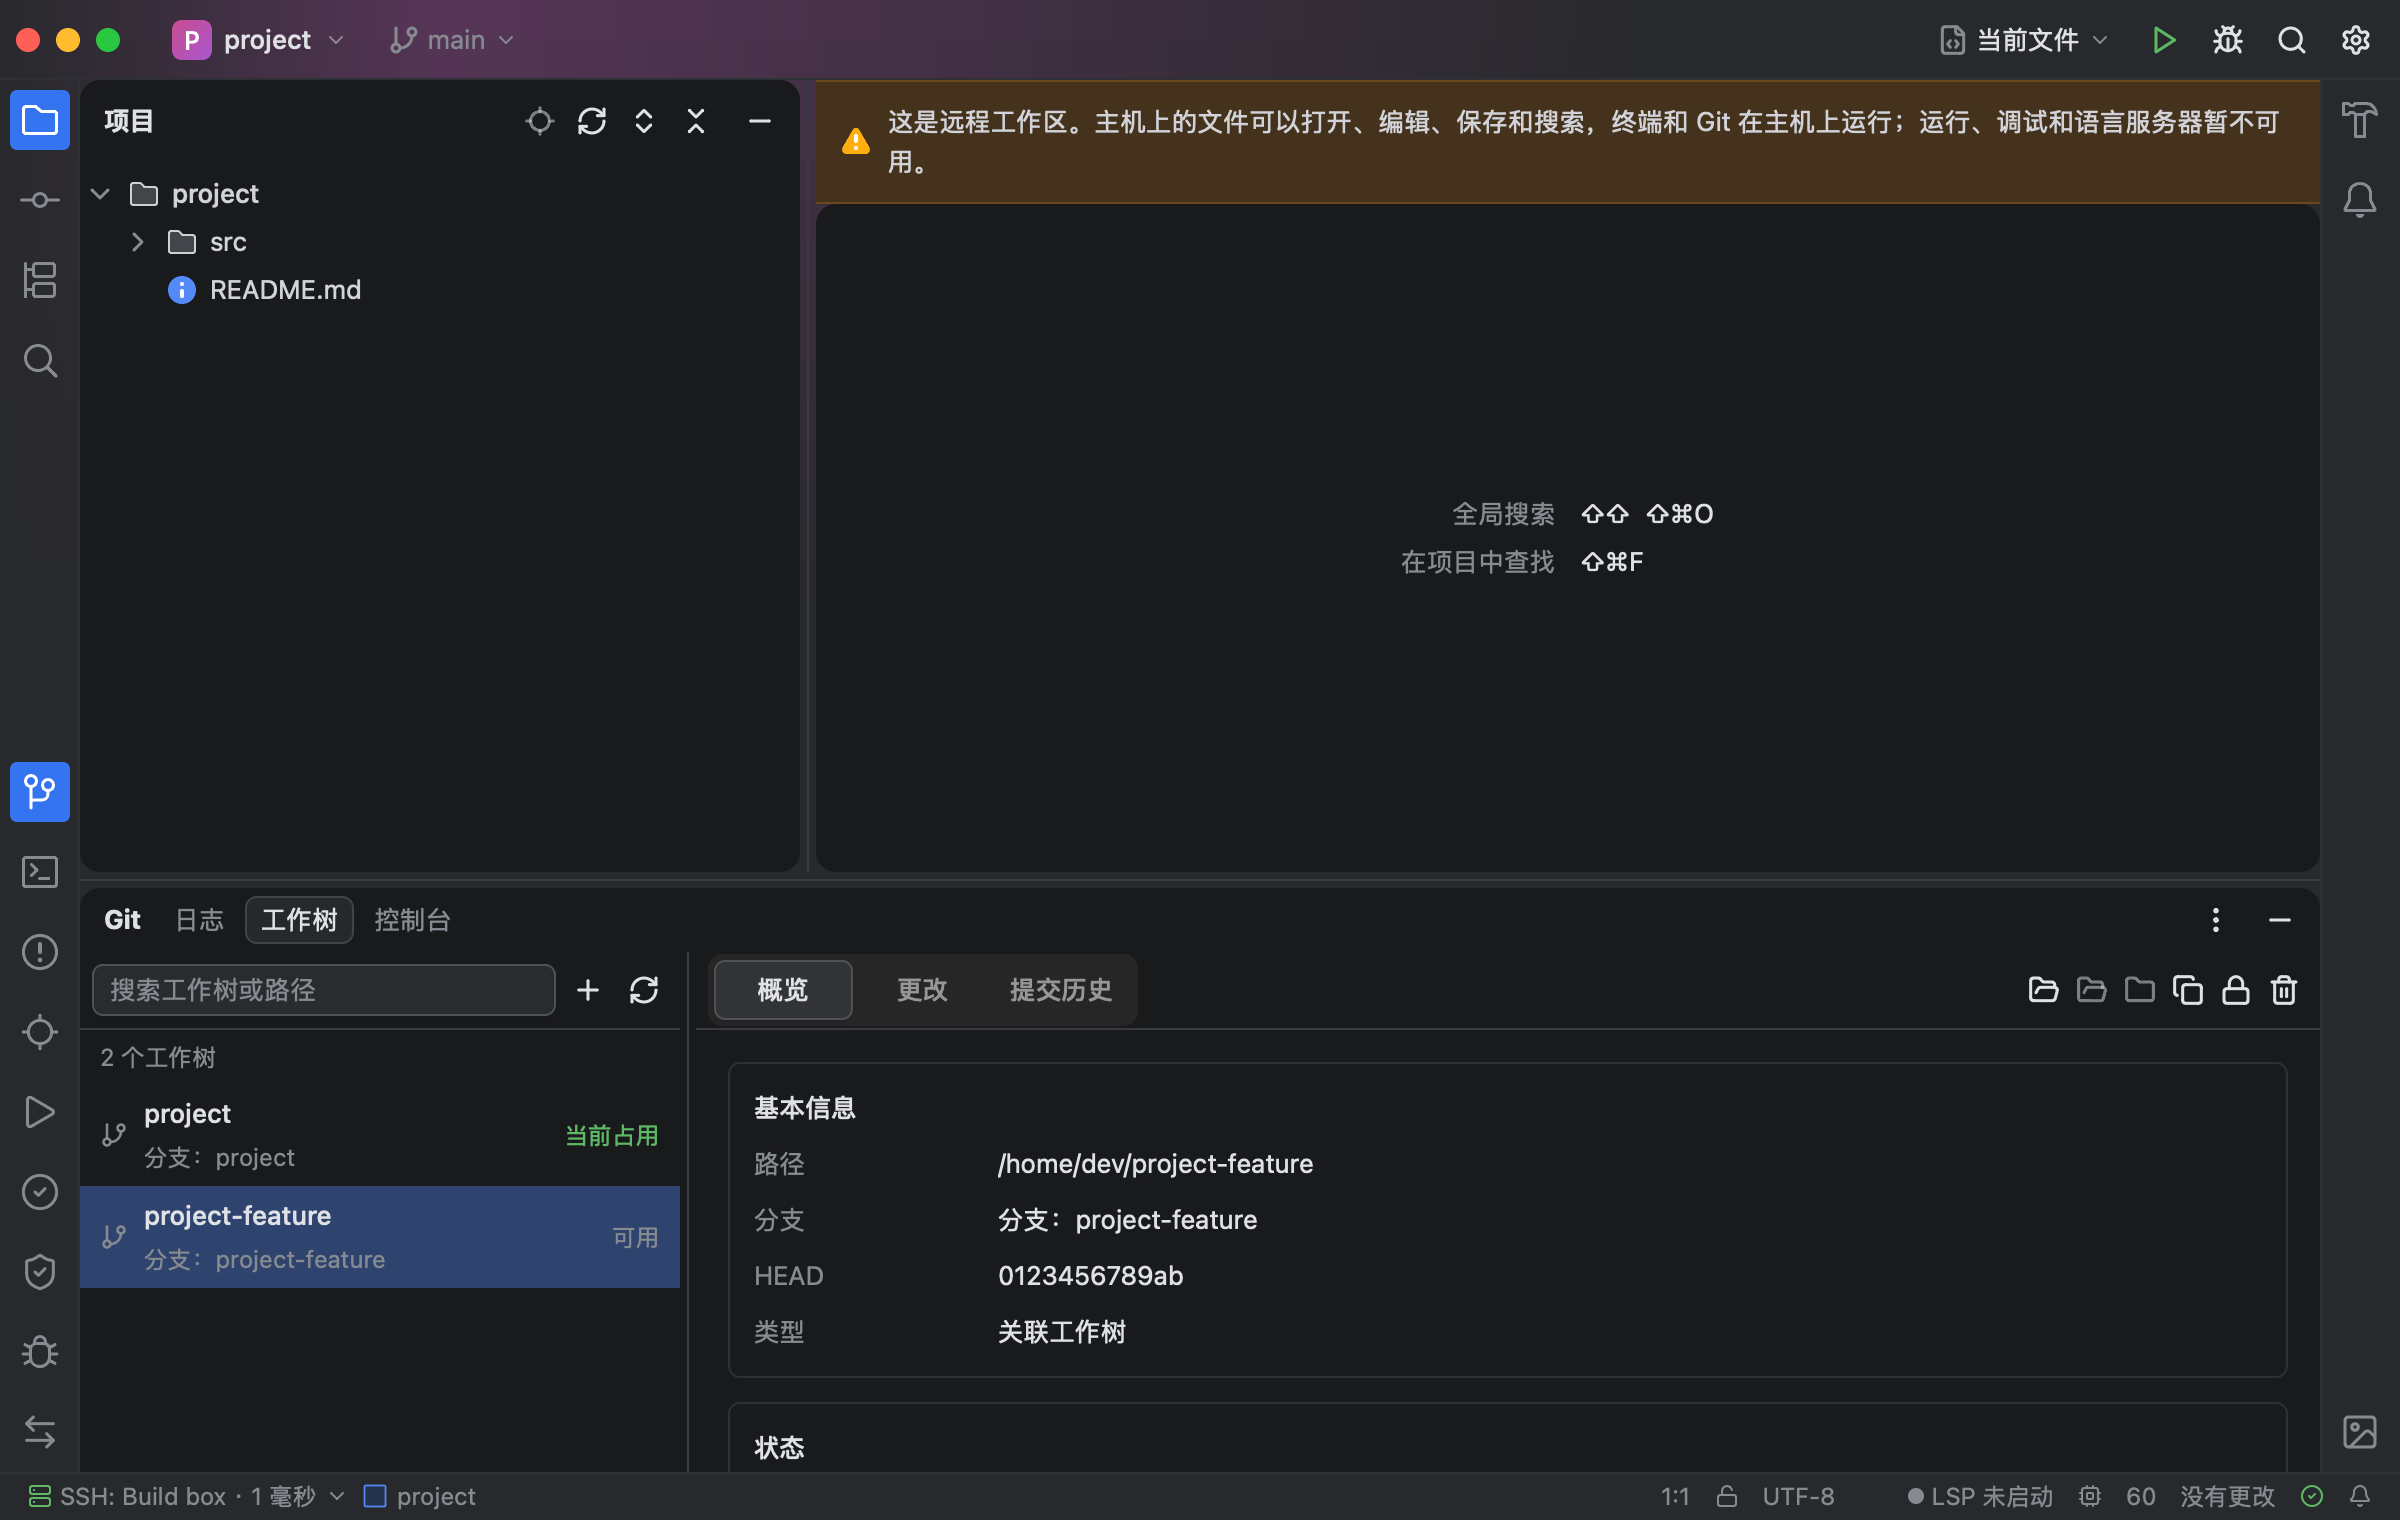 P project main 当前文件
项目
project
src
README.md
这是远程工作区。主机上的文件可以打开、编辑、保存和搜索，终端和 Git 在主机上运行；运行、调试和语言服务器暂不可
用。
全局搜索 ⇧⇧ ⇧⌘O
在项目中查找 ⇧⌘F
Git 日志 工作树 控制台
搜索工作树或路径
2 个工作树
project
分支：project
当前占用
project-feature
分支：project-feature
可用
概览 更改 提交历史
基本信息
路径 /home/dev/project-feature
分支 分支：project-feature
HEAD 0123456789ab
类型 关联工作树
状态
SSH: Build box · 1 毫秒 project 1:1 UTF-8 LSP 未启动 60 没有更改